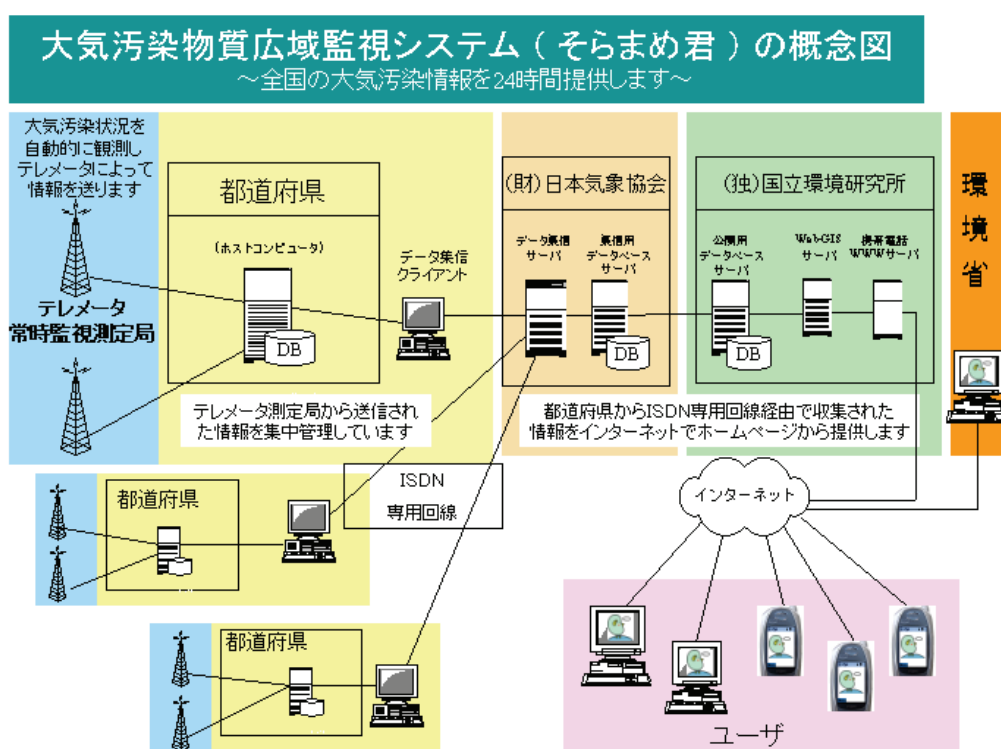 大気汚染物質広域監視システム(そらまめ君)の概念図
~全国の大気汚染情報を24時間提供します~
大気汚染状況を
自動的に観測し
テレメータによって
情報を送ります
テレメータ
常時監視測定局
都道府県
(ホストコンピュータ)
DB
データ集信
クライアント
テレメータ測定局から送信され
た情報を集中管理しています
(財)日本気象協会
データ集信
サーバ
集信用
データベース
サーバ
DB
(独)国立環境研究所
公開用
データベース
サーバ
DB
Web-GIS
サーバ
携帯電話
WWWサーバ
都道府県からISDN専用回線経由で収集された
情報をインターネットでホームページから提供します
環
境
省
都道府県
ISDN
専用回線
インターネット
都道府県
ユーザ